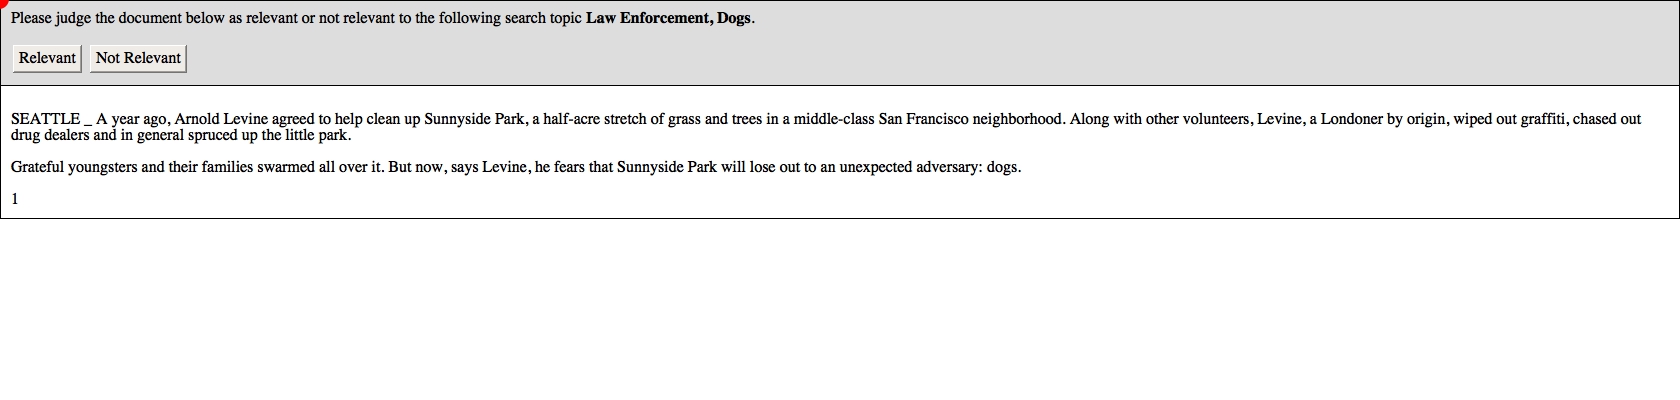 Please judge the document below as relevant or not relevant to the following search topic Law Enforcement, Dogs.
Relevant Not Relevant
SEATTLE _ A year ago, Arnold Levine agreed to help clean up Sunnyside Park, a half-acre stretch of grass and trees in a middle-class San Francisco neighborhood. Along with other volunteers, Levine, a Londoner by origin, wiped out graffiti, chased out
drug dealers and in general spruced up the little park.
Grateful youngsters and their families swarmed all over it. But now, says Levine, he fears that Sunnyside Park will lose out to an unexpected adversary: dogs.
1